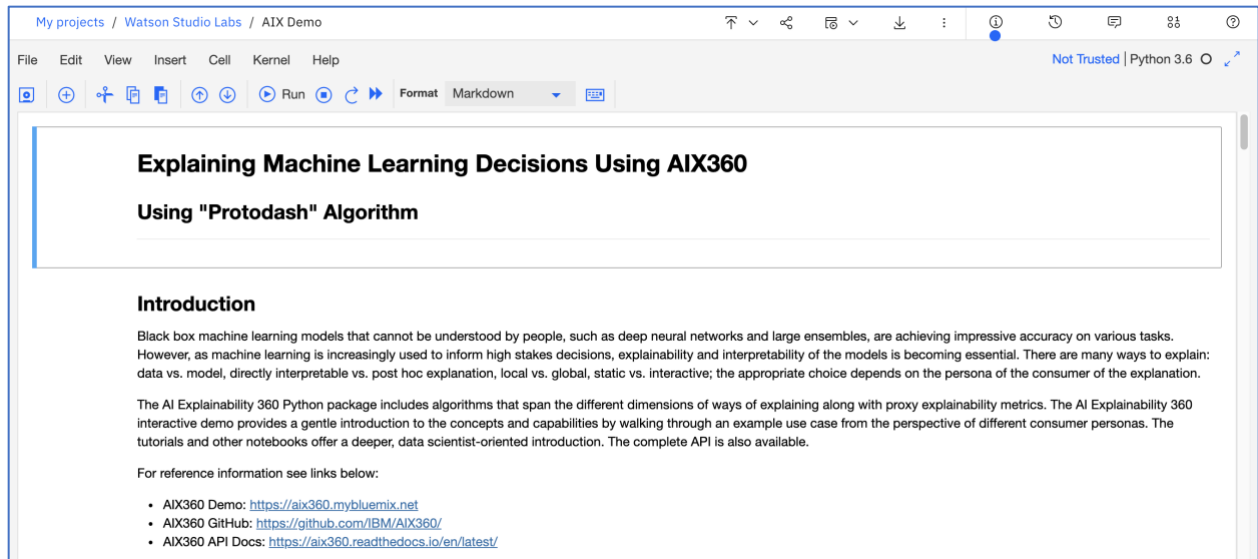 My projects / Watson Studio Labs / AIX Demo
File Edit View Insert Cell Kernel Help
Not Trusted | Python 3.6
Run Format Markdown
Explaining Machine Learning Decisions Using AIX360
Using "Protodash" Algorithm
Introduction
Black box machine learning models that cannot be understood by people, such as deep neural networks and large ensembles, are achieving impressive accuracy on various tasks.
However, as machine learning is increasingly used to inform high stakes decisions, explainability and interpretability of the models is becoming essential. There are many ways to explain:
data vs. model, directly interpretable vs. post hoc explanation, local vs. global, static vs. interactive; the appropriate choice depends on the persona of the consumer of the explanation.
The AI Explainability 360 Python package includes algorithms that span the different dimensions of ways of explaining along with proxy explainability metrics. The AI Explainability 360
interactive demo provides a gentle introduction to the concepts and capabilities by walking through an example use case from the perspective of different consumer personas. The
tutorials and other notebooks offer a deeper, data scientist-oriented introduction. The complete API is also available.
For reference information see links below:
• AIX360 Demo: https://aix360.mybluemix.net
• AIX360 GitHub: https://github.com/IBM/AIX360/
• AIX360 API Docs: https://aix360.readthedocs.io/en/latest/